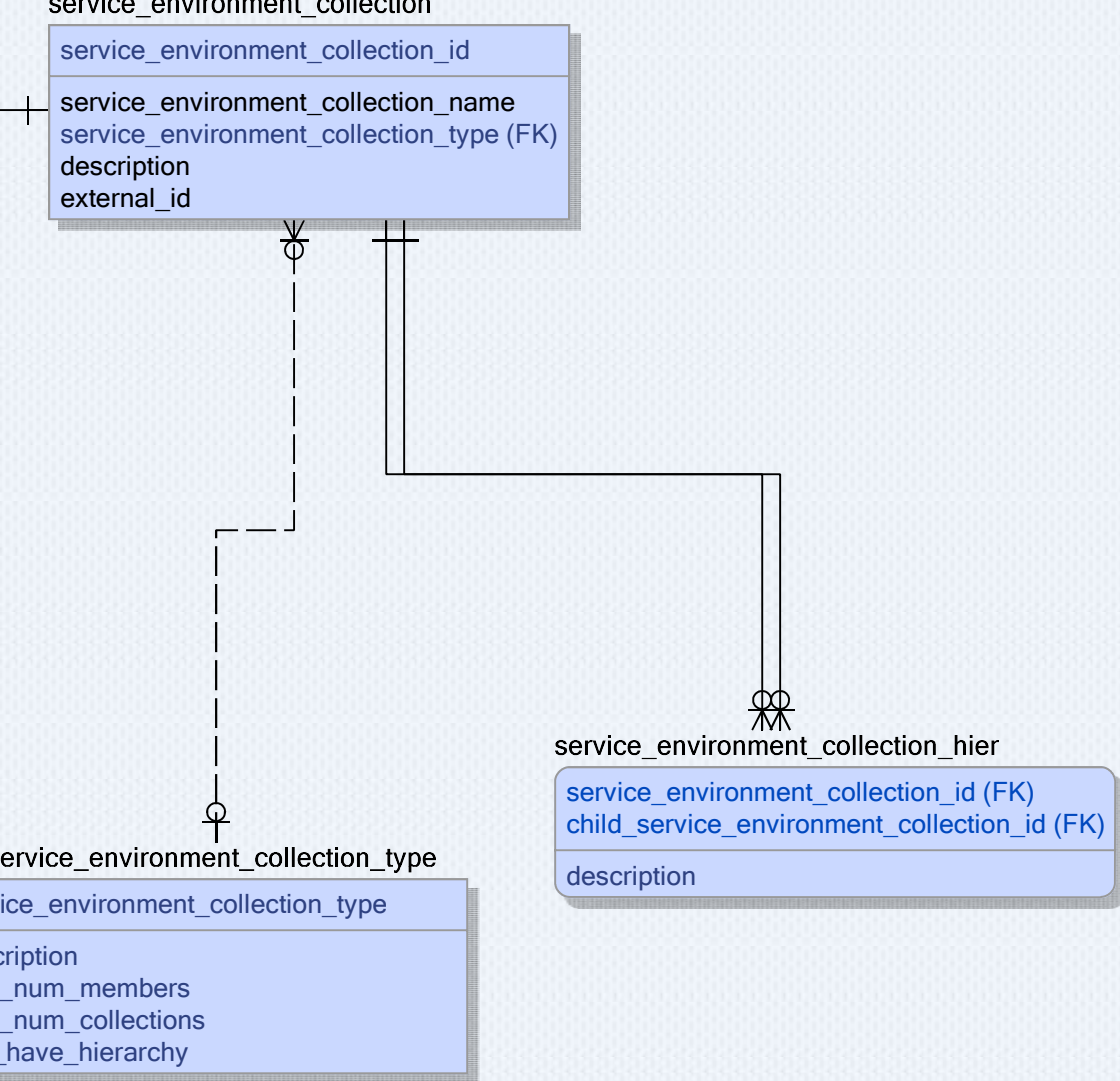 service_environment_collection
service_environment_collection_id
service_environment_collection_name
service_environment_collection_type (FK)
description
external_id
service_environment_collection_hier
service_environment_collection_id (FK)
child_service_environment_collection_id (FK)
description
ervice_environment_collection_type
ice_environment_collection_type
cription
_num_members
_num_collections
_have_hierarchy